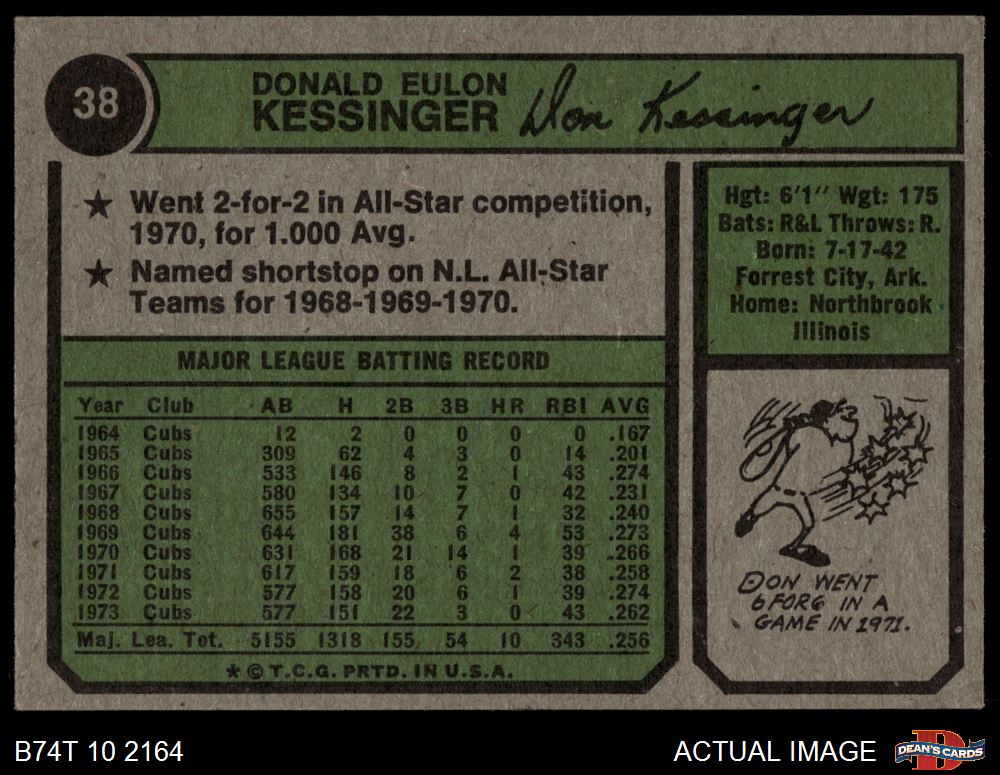 38
DONALD EULON
KESSINGER Don Kessinger
★ Went 2-for-2 in All-Star competition,
1970, for 1.000 Avg.
★ Named shortstop on N.L. All-Star
Teams for 1968-1969-1970.
Hgt: 6'1" Wgt: 175
Bats: R&L Throws: R.
Born: 7-17-42
Forrest City, Ark.
Home: Northbrook
Illinois
MAJOR LEAGUE BATTING RECORD
Year Club AB H 2B 3B HR RBI AVG
1964 Cubs 12 2 0 0 0 0 .167
1965 Cubs 309 62 4 3 0 14 .201
1966 Cubs 533 146 8 2 1 43 .274
1967 Cubs 580 134 10 7 0 42 .231
1968 Cubs 655 157 14 7 1 32 .240
1969 Cubs 644 181 38 6 4 53 .273
1970 Cubs 631 168 21 14 1 39 .266
1971 Cubs 617 159 18 6 2 38 .258
1972 Cubs 577 158 20 6 1 39 .274
1973 Cubs 577 151 22 3 0 43 .262
Maj. Lea. Tot. 5155 1318 155 54 10 343 .256
* © T.C.G. PRTD. IN U.S.A.
DON WENT
6 FOR 6 IN A
GAME IN 1971.
B74T 10 2164
ACTUAL IMAGE
DEAN'S CARDS